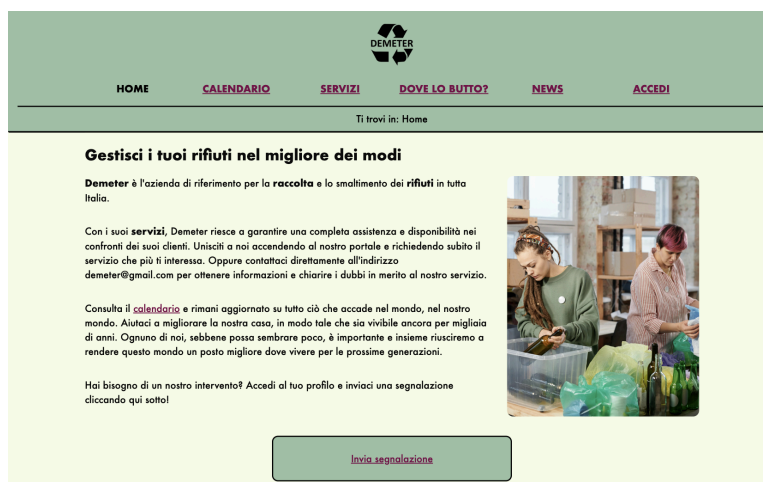 DEMETER
HOME CALENDARIO SERVIZI DOVE LO BUTTO? NEWS ACCEDI
Ti trovi in: Home
Gestisci i tuoi rifiuti nel migliore dei modi
Demeter è l'azienda di riferimento per la raccolta e lo smaltimento dei rifiuti in tutta
Italia.
Con i suoi servizi, Demeter riesce a garantire una completa assistenza e disponibilità nei
confronti dei suoi clienti. Unisciti a noi accendendo al nostro portale e richiedendo subito il
servizio che più ti interessa. Oppure contattaci direttamente all'indirizzo
demeter@gmail.com per ottenere informazioni e chiarire i dubbi in merito al nostro servizio.
Consulta il calendario e rimani aggiornato su tutto ciò che accade nel mondo, nel nostro
mondo. Aiutaci a migliorare la nostra casa, in modo tale che sia vivibile ancora per migliaia
di anni. Ognuno di noi, sebbene possa sembrare poco, è importante e insieme riusciremo a
rendere questo mondo un posto migliore dove vivere per le prossime generazioni.
Hai bisogno di un nostro intervento? Accedi al tuo profilo e inviaci una segnalazione
cliccando qui sotto!
Invia segnalazione